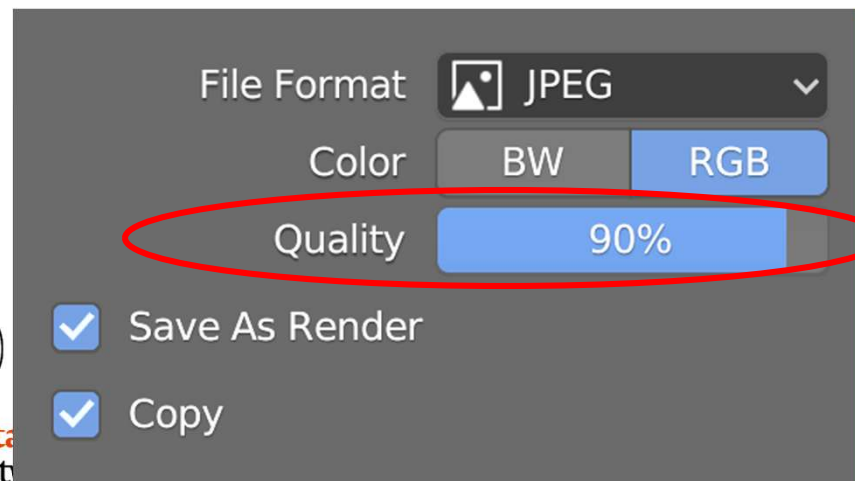 File Format JPEG
Color BW RGB
Quality 90%
Save As Render
Copy